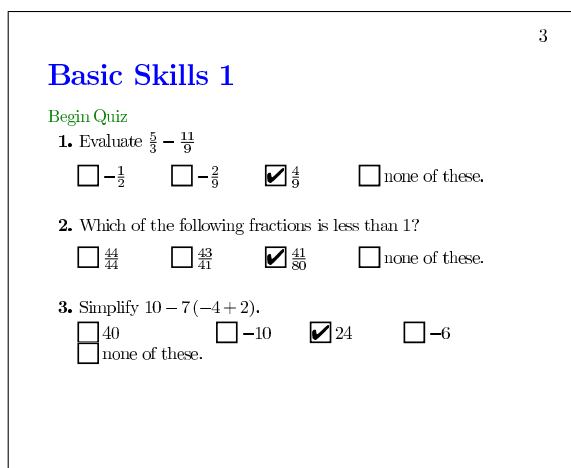 3
Basic Skills 1
Begin Quiz
1. Evaluate 5/3 − 11/9
−1/2 −2/9 ✔ 4/9 none of these.
2. Which of the following fractions is less than 1?
44/44 43/41 ✔ 41/80 none of these.
3. Simplify 10 − 7(−4 + 2).
40 −10 ✔ 24 −6
none of these.